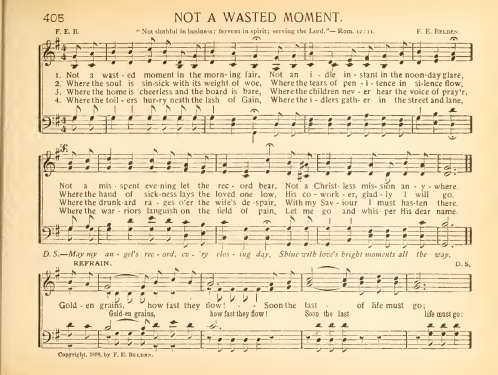 405 NOT A WASTED MOMENT.
F. E. B. "Not slothful in business; fervent in spirit; serving the Lord."—Rom. 12:11. F. E. BELDEN.
1. Not a wast-ed moment in the morn-ing fair, Not an i-dle in-stant in the noon-day glare,
2. Where the soul is sin-sick with its weight of woe, Where the tears of pen-i-tence in si-lence flow,
3. Where the home is cheerless and the board is bare, Where the children nev-er hear the voice of pray'r,
4. Where the toil-ers hur-ry neath the lash of Gain, Where the i-dlers gath-er in the street and lane,
Not a mis-spent eve-ning let the rec-ord bear, Not a Christ-less mis-sion an-y-where.
Where the hand of sick-ness lays the loved one low, His co-work-er, glad-ly I will go.
Where the drunk-ard ra-ges o'er the wife's de-spair, With my Sav-iour I must has-ten there.
Where the war-riors languish on the field of pain, Let me go and whis-per His dear name.
D. S.—May my an-gel's rec-ord, ev-'ry clos-ing day, Shine with love's bright moments all the way.
REFRAIN. D. S.
Gold-en grains, how fast they flow! Soon the last of life must go;
Gold-en grains, how fast they flow! Soon the last life must go;
Copyright, 1899, by F. E. BELDEN.